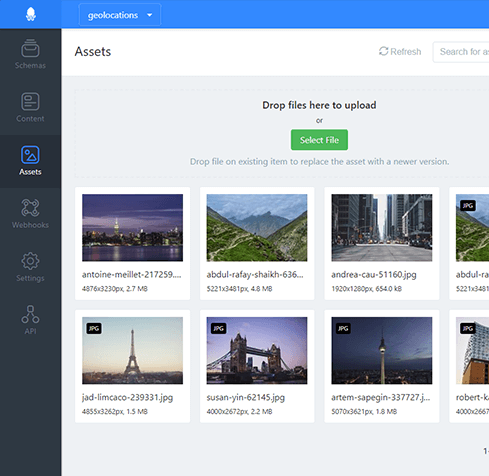 geolocations
Assets
Refresh
Search for as
Schemas
Content
Assets
Webhooks
Settings
API
Drop files here to upload
or
Select File
Drop file on existing item to replace the asset with a newer version.
antoine-meillet-217259....
4876x3230px, 2.7 MB
abdul-rafay-shaikh-636...
5221x3481px, 4.8 MB
andrea-cau-51160.jpg
1920x1280px, 654.0 kB
JPG
abdul-ra
5221x3481
JPG
jad-limcaco-239331.jpg
4855x3262px, 1.5 MB
JPG
susan-yin-62145.jpg
4000x2672px, 2.2 MB
JPG
artem-sapegin-337727.j...
5070x3621px, 1.8 MB
JPG
robert-ka
4000x2667